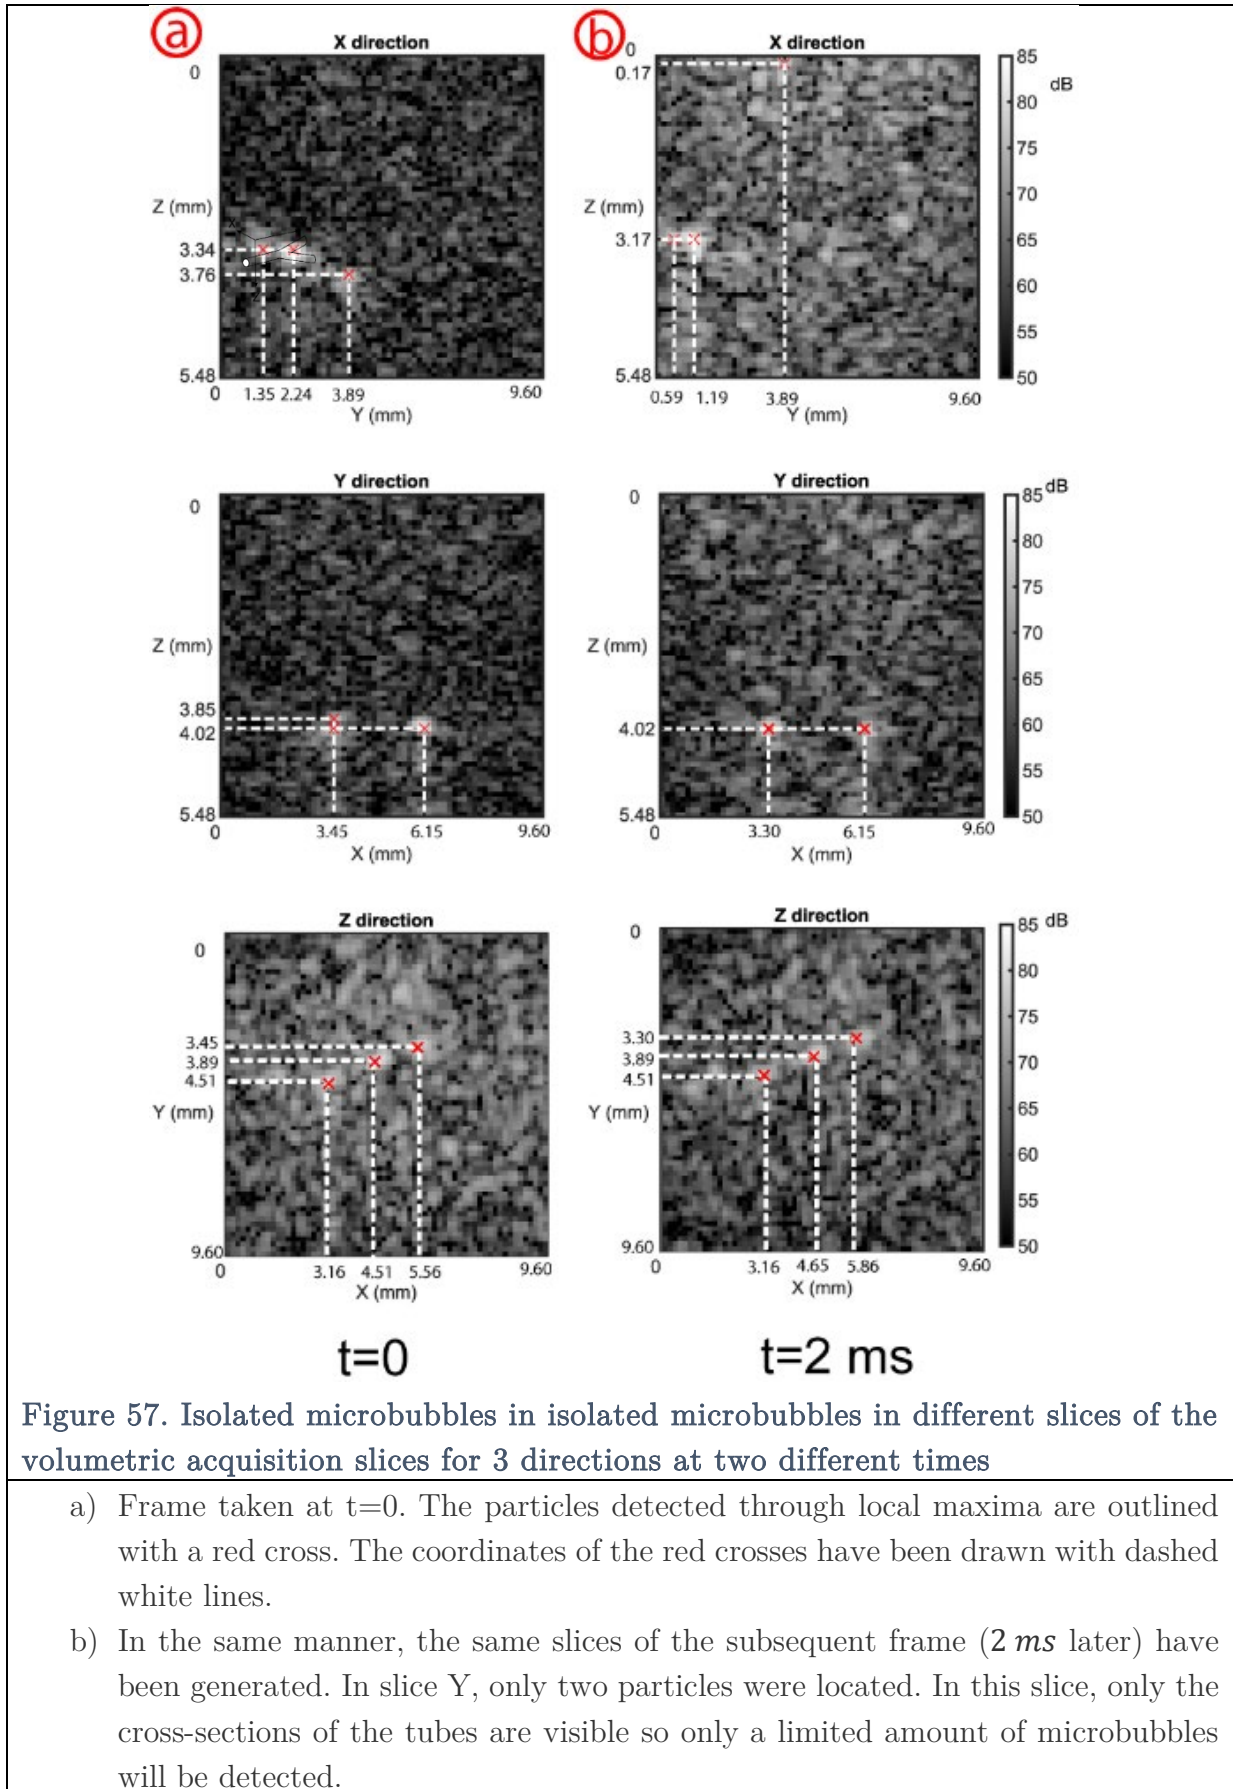 a
b
X direction
0
Z (mm)
3.34
3.76
5.48
0 1.35 2.24 3.89 9.60
Y (mm)
X direction
0
0.17
Z (mm)
3.17
5.48
0.59 1.19 3.89 9.60
Y (mm)
85
dB
80
75
70
65
60
55
50
Y direction
0
Z (mm)
3.85
4.02
5.48
0 3.45 6.15 9.60
X (mm)
Y direction
0
Z (mm)
4.02
5.48
0 3.30 6.15 9.60
X (mm)
85 dB
80
75
70
65
60
55
50
Z direction
0
3.45
3.89
4.51
Y (mm)
9.60
0 3.16 4.51 5.56 9.60
X (mm)
Z direction
0
3.30
3.89
4.51
Y (mm)
9.60
0 3.16 4.65 5.86 9.60
X (mm)
85 dB
80
75
70
65
60
55
50
t=0
t=2 ms
Figure 57. Isolated microbubbles in isolated microbubbles in different slices of the
volumetric acquisition slices for 3 directions at two different times
a) Frame taken at t=0. The particles detected through local maxima are outlined
with a red cross. The coordinates of the red crosses have been drawn with dashed
white lines.
b) In the same manner, the same slices of the subsequent frame (2 ms later) have
been generated. In slice Y, only two particles were located. In this slice, only the
cross-sections of the tubes are visible so only a limited amount of microbubbles
will be detected.